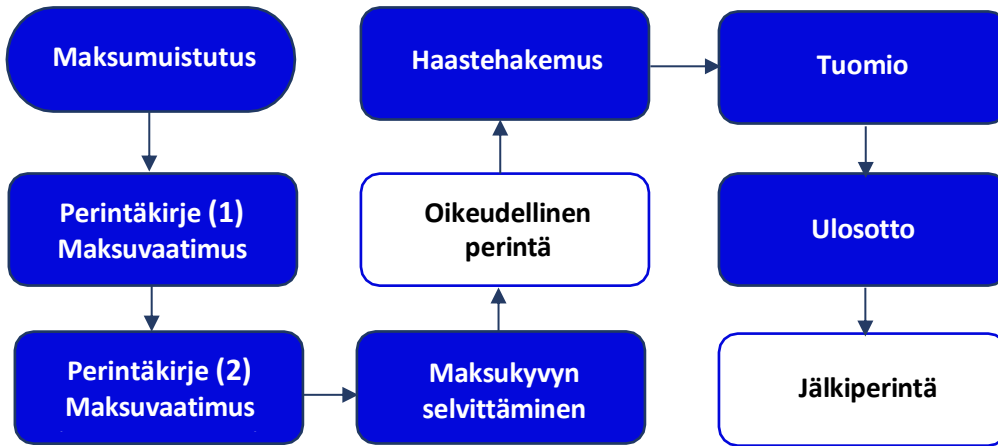 Maksumuistutus
Perintäkirje (1)
Maksuvaatimus
Perintäkirje (2)
Maksuvaatimus
Maksukyvyn
selvittäminen
Oikeudellinen
perintä
Haastehakemus
Tuomio
Ulosotto
Jälkiperintä